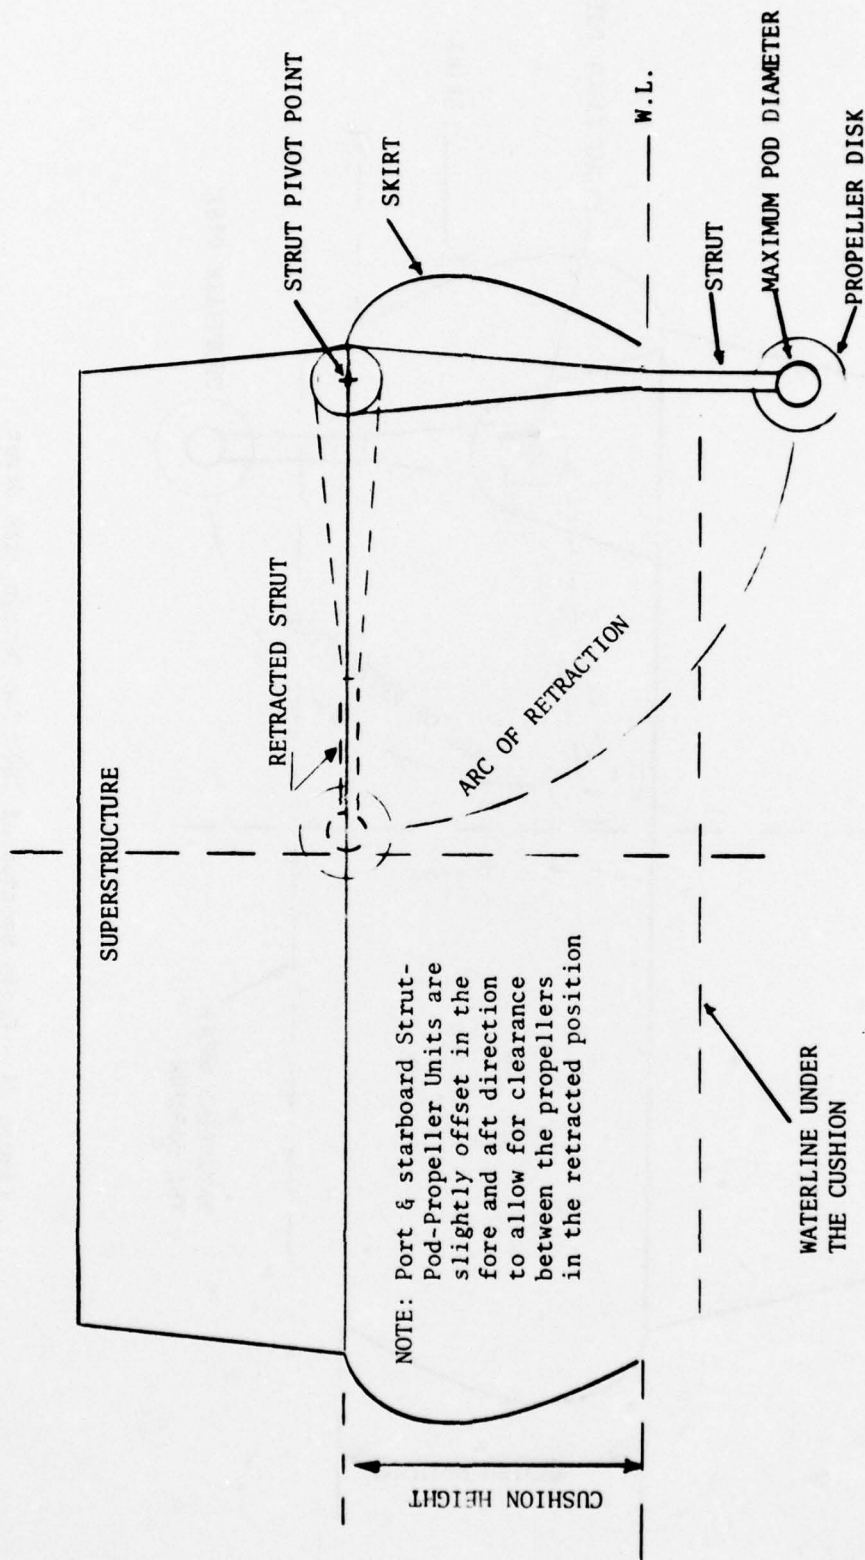 SUPERSTRUCTURE
STRUT PIVOT POINT
RETRACTED STRUT
SKIRT
NOTE: Port & starboard Strut-
Pod-Propeller Units are
slightly offset in the
fore and aft direction
to allow for clearance
between the propellers
in the retracted position
ARC OF RETRACTION
CUSHION HEIGHT
W.L.
STRUT
MAXIMUM POD DIAMETER
PROPELLER DISK
WATERLINE UNDER
THE CUSHION